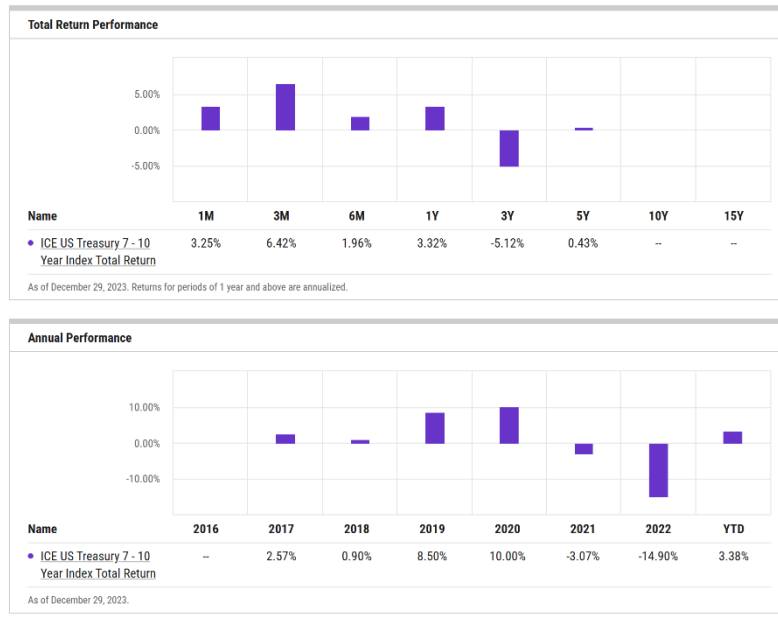 Total Return Performance
5.00%
0.00%
-5.00%
Name 1M 3M 6M 1Y 3Y 5Y 10Y 15Y
ICE US Treasury 7 - 10 3.25% 6.42% 1.96% 3.32% -5.12% 0.43% -- --
Year Index Total Return
As of December 29, 2023. Returns for periods of 1 year and above are annualized.
Annual Performance
10.00%
0.00%
-10.00%
Name 2016 2017 2018 2019 2020 2021 2022 YTD
ICE US Treasury 7 - 10 -- 2.57% 0.90% 8.50% 10.00% -3.07% -14.90% 3.38%
Year Index Total Return
As of December 29, 2023.